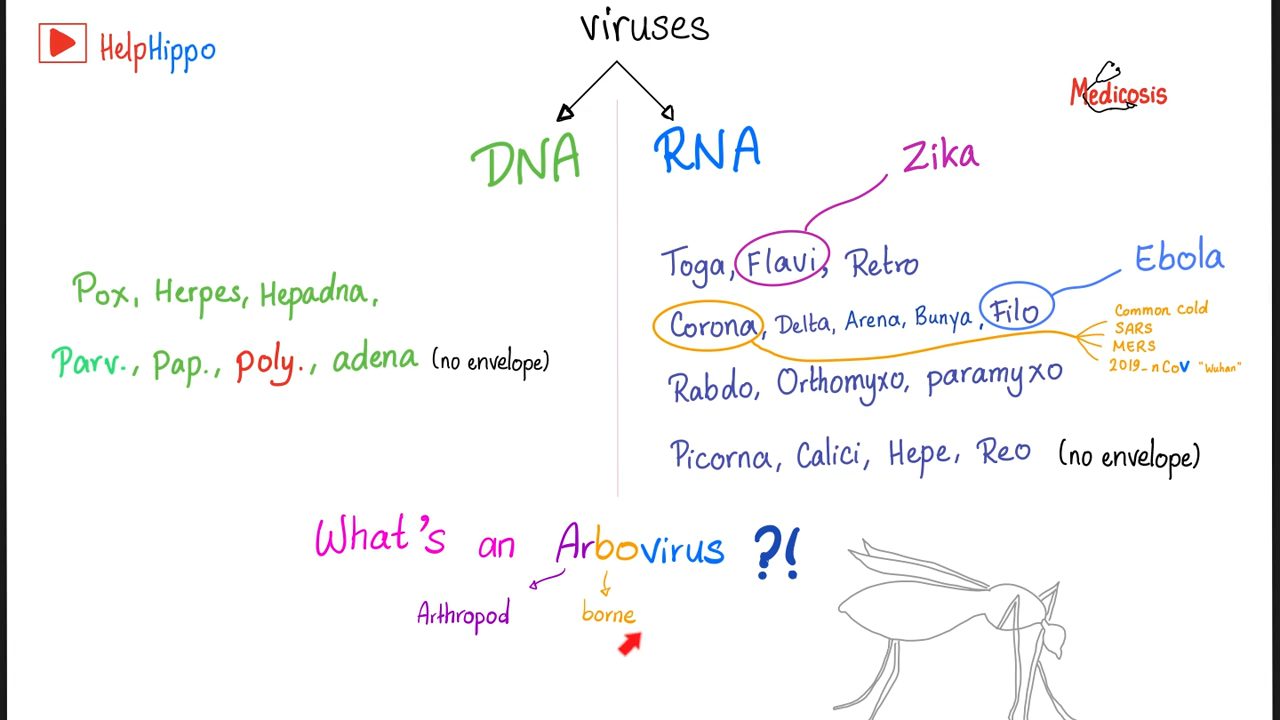 viruses
HelpHippo
Medicosis
DNA
RNA
Zika
Toga, Flavi, Retro
Ebola
Pox, Herpes, Hepadna,
Corona, Delta, Arena, Bunya, Filo
Common cold
SARS
MERS
2019-nCoV "Wuhan"
Parv., Pap., poly., adena (no envelope)
Rabdo, Orthomyxo, paramyxo
Picorna, Calici, Hepe, Reo (no envelope)
What's an Arbovirus ?!
Arthropod borne